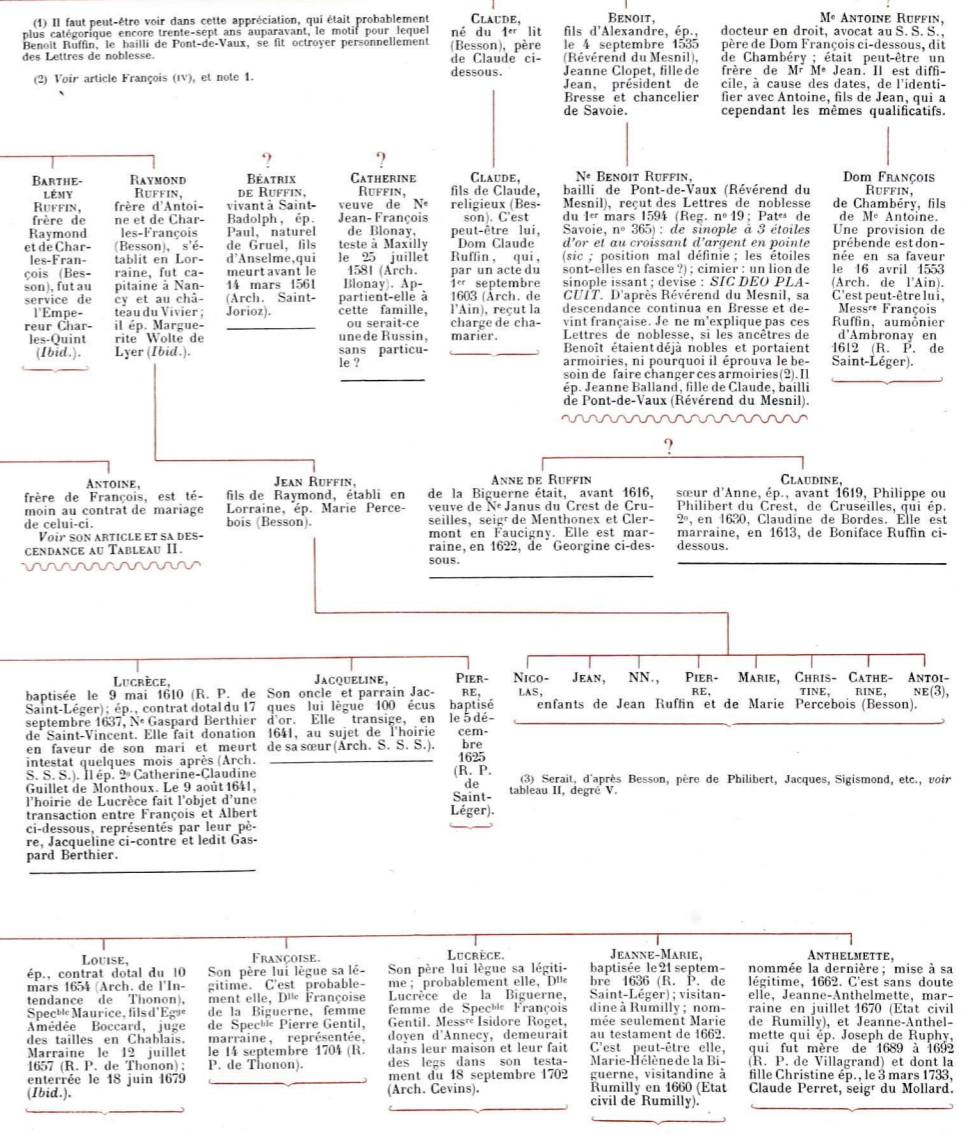 (1) Il faut peut-être voir dans cette appréciation, qui était probablement
plus catégorique encore trente-sept ans auparavant, le motif pour lequel
Benoit Ruffin, le bailli de Pont-de-Vaux, se fit octroyer personnellement
des Lettres de noblesse.
(2) Voir article François (IV), et note 1.
CLAUDE,
né du 1er lit
(Besson), père
de Claude ci-
dessous.
BENOIT,
fils d'Alexandre, ép.,
le 4 septembre 1535
(Révérend du Mesnil),
Jeanne Clopet, fille de
Jean, président de
Bresse et chancelier
de Savoie.
Me ANTOINE RUFFIN,
docteur en droit, avocat au S. S. S.,
père de Dom François ci-dessous, dit
de Chambéry ; était peut-être un
frère de Mr Me Jean. Il est diffi-
cile, à cause des dates, de l'identi-
fier avec Antoine, fils de Jean, qui a
cependant les mêmes qualificatifs.
BARTHE-
LÉMY
RUFFIN,
frère de
Raymond
et de Char-
les-Fran-
çois (Bes-
son), fut au
service de
l'Empe-
reur Char-
les-Quint
(Ibid.).
RAYMOND
RUFFIN,
frère d'Antoi-
ne et de Char-
les-François
(Besson), s'é-
tablit en Lor-
raine, fut ca-
pitaine à Nan-
cy et au châ-
teau du Vivier ;
il ép. Margue-
rite Wolte de
Lyer (Ibid.).
?
BÉATRIX
DE RUFFIN,
vivant à Saint-
Badolph, ép.
Paul, naturel
de Gruel, fils
d'Anselme, qui
meurt avant le
14 mars 1561
(Arch. Saint-
Jorioz).
?
CATHERINE
RUFFIN,
veuve de Ne
Jean-François
de Blonay,
teste à Maxilly
le 25 juillet
1581 (Arch.
Blonay). Ap-
partient-elle à
cette famille,
ou serait-ce
une de Russin,
sans particu-
le ?
CLAUDE,
fils de Claude,
religieux (Bes-
son). C'est
peut-être lui,
Dom Claude
Ruffin, qui,
par un acte du
1er septembre
1603 (Arch. de
l'Ain), reçut la
charge de cha-
marier.
Ne BENOIT RUFFIN,
bailli de Pont-de-Vaux (Révérend du
Mesnil), reçut des Lettres de noblesse
du 1er mars 1594 (Reg. no 19 ; Pates de
Savoie, no 365) : de sinople à 3 étoiles
d'or et au croissant d'argent en pointe
(sic ; position mal définie ; les étoiles
sont-elles en fasce ?) ; cimier : un lion de
sinople issant ; devise : SIC DEO PLA-
CUIT. D'après Révérend du Mesnil, sa
descendance continua en Bresse et de-
vint française. Je ne m'explique pas ces
Lettres de noblesse, si les ancêtres de
Benoît étaient déjà nobles et portaient
armoiries, ni pourquoi il éprouva le be-
soin de faire changer ces armoiries (2). Il
ép. Jeanne Balland, fille de Claude, bailli
de Pont-de-Vaux (Révérend du Mesnil).
Dom FRANÇOIS
RUFFIN,
de Chambéry, fils
de Me Antoine.
Une provision de
prébende est don-
née en sa faveur
le 16 avril 1553
(Arch. de l'Ain).
C'est peut-être lui,
Messre François
Ruffin, aumônier
d'Ambronay en
1612 (R. P. de
Saint-Léger).
ANTOINE,
frère de François, est té-
moin au contrat de mariage
de celui-ci.
Voir SON ARTICLE ET SA DES-
CENDANCE AU TABLEAU II.
JEAN RUFFIN,
fils de Raymond, établi en
Lorraine, ép. Marie Perce-
bois (Besson).
?
ANNE DE RUFFIN
de la Biguerne était, avant 1616,
veuve de Ne Janus du Crest de Cru-
seilles, seigr de Menthonex et Cler-
mont en Faucigny. Elle est mar-
raine, en 1622, de Georgine ci-des-
sous.
CLAUDINE,
sœur d'Anne, ép., avant 1619, Philippe ou
Philibert du Crest, de Cruseilles, qui ép.
2o, en 1630, Claudine de Bordes. Elle est
marraine, en 1613, de Boniface Ruffin ci-
dessous.
LUCRÈCE,
baptisée le 9 mai 1610 (R. P. de
Saint-Léger) ; ép., contrat dotal du 17
septembre 1637, Ne Gaspard Berthier
de Saint-Vincent. Elle fait donation
en faveur de son mari et meurt
intestat quelques mois après (Arch.
S. S. S.). Il ép. 2o Catherine-Claudine
Guillet de Monthoux. Le 9 août 1641,
l'hoirie de Lucrèce fait l'objet d'une
transaction entre François et Albert
ci-dessous, représentés par leur pè-
re, Jacqueline ci-contre et ledit Gas-
pard Berthier.
JACQUELINE,
Son oncle et parrain Jac-
ques lui lègue 100 écus
d'or. Elle transige, en
1641, au sujet de l'hoirie
de sa sœur (Arch. S. S. S.).
PIER-
RE,
baptisé
le 5 dé-
cem-
bre
1625
(R. P.
de
Saint-
Léger).
NICO-
LAS, JEAN, NN., PIER-
RE, MARIE, CHRIS-
TINE, CATHE-
RINE, ANTOI-
NE(3),
enfants de Jean Ruffin et de Marie Percebois (Besson).
(3) Serait, d'après Besson, père de Philibert, Jacques, Sigismond, etc., voir
tableau II, degré V.
LOUISE,
ép., contrat dotal du 10
mars 1654 (Arch. de l'In-
tendance de Thonon),
Specble Maurice, fils d'Egue
Amédée Boccard, juge
des tailles en Chablais.
Marraine le 12 juillet
1657 (R. P. de Thonon) ;
enterrée le 18 juin 1679
(Ibid.).
FRANÇOISE.
Son père lui lègue sa lé-
gitime. C'est probable-
ment elle, Dlle Françoise
de la Biguerne, femme
de Specble Pierre Gentil,
marraine, représentée,
le 14 septembre 1704 (R.
P. de Thonon).
LUCRÈCE.
Son père lui lègue sa légiti-
me ; probablement elle, Dlle
Lucrèce de la Biguerne,
femme de Specble François
Gentil. Messre Isidore Roget,
doyen d'Annecy, demeurait
dans leur maison et leur fait
des legs dans son testa-
ment du 18 septembre 1702
(Arch. Cevins).
JEANNE-MARIE,
baptisée le 21 septem-
bre 1636 (R. P. de
Saint-Léger) ; visitan-
dine à Rumilly ; nom-
mée seulement Marie
au testament de 1662.
C'est peut-être elle,
Marie-Hélène de la Bi-
guerne, visitandine à
Rumilly en 1660 (Etat
civil de Rumilly).
ANTHELMETTE,
nommée la dernière ; mise à sa
légitime, 1662. C'est sans doute
elle, Jeanne-Anthelmette, mar-
raine en juillet 1670 (Etat civil
de Rumilly), et Jeanne-Anthel-
mette qui ép. Joseph de Ruphy,
qui fut mère de 1689 à 1692
(R. P. de Villagrand) et dont la
fille Christine ép., le 3 mars 1733,
Claude Perret, seigr du Mollard.